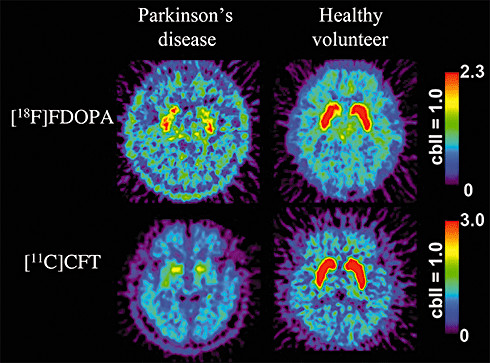 Parkinson's
disease
Healthy
volunteer
[¹⁸F]FDOPA
2.3
cbll = 1.0
0
[¹¹C]CFT
3.0
cbll = 1.0
0